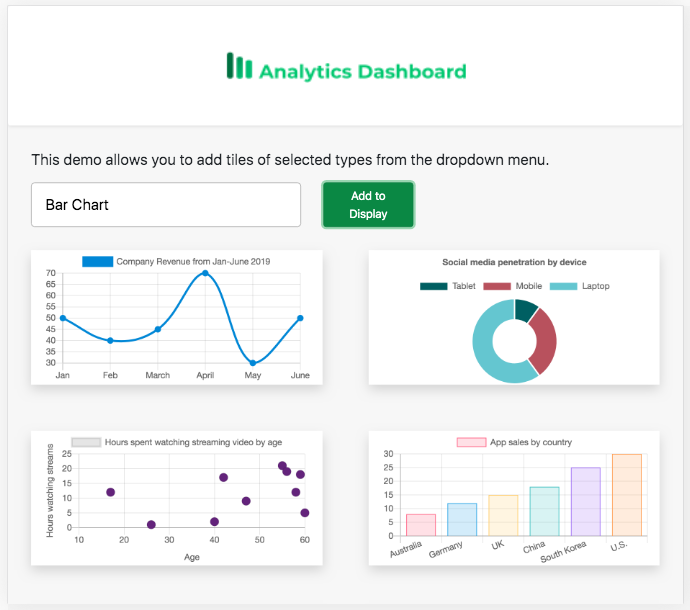 Analytics Dashboard
This demo allows you to add tiles of selected types from the dropdown menu.
Bar Chart
Add to
Display
Company Revenue from Jan-June 2019
70
65
60
55
50
45
40
35
30
Jan Feb March April May June
Social media penetration by device
Tablet Mobile Laptop
Hours spent watching streaming video by age
Hours watching streams
25
20
15
10
5
0
10 20 30 40 50 60
Age
App sales by country
30
25
20
15
10
5
0
Australia Germany UK China South Korea U.S.